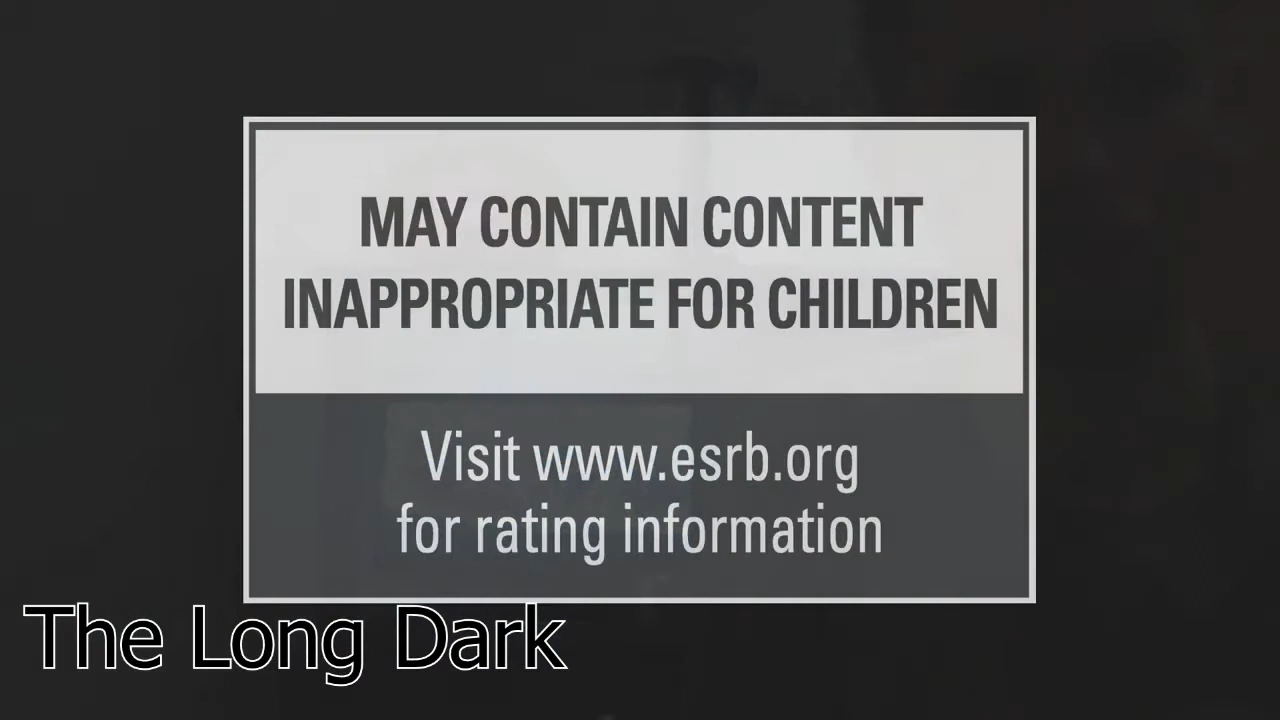 MAY CONTAIN CONTENT
INAPPROPRIATE FOR CHILDREN
Visit www.esrb.org
for rating information
The Long Dark